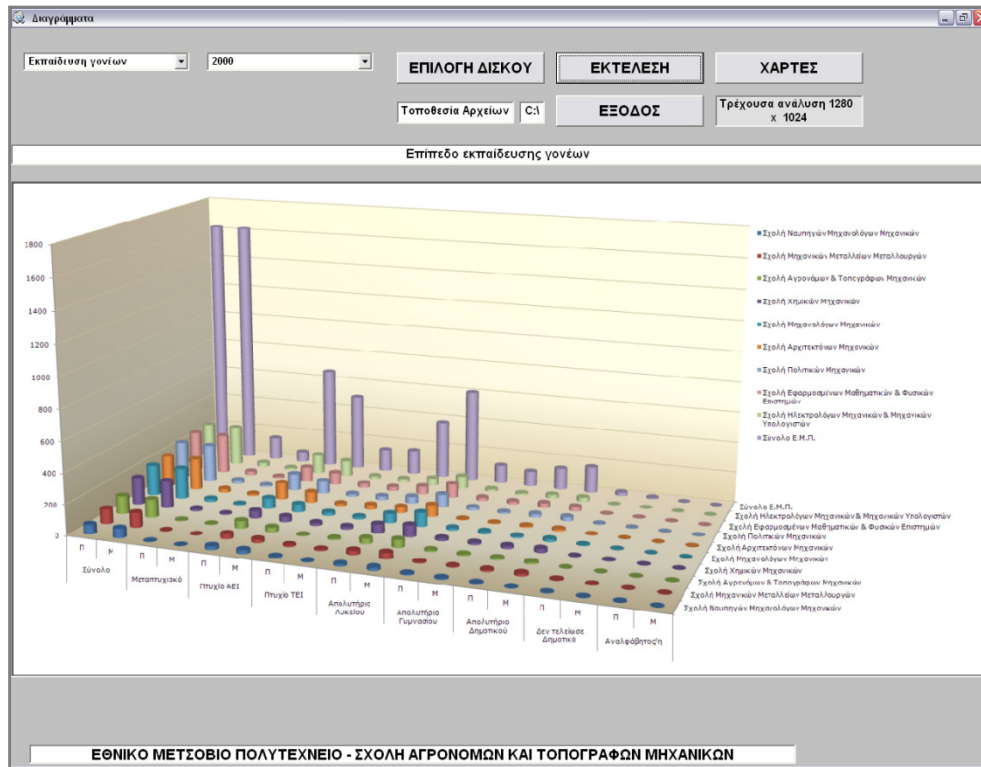 Διαγράμματα
Εκπαίδευση γονέων
2000
ΕΠΙΛΟΓΗ ΔΙΣΚΟΥ
ΕΚΤΕΛΕΣΗ
ΧΑΡΤΕΣ
Τοποθεσία Αρχείων
C:\
ΕΞΟΔΟΣ
Τρέχουσα ανάλυση 1280
x 1024
Επίπεδο εκπαίδευσης γονέων
1800
1600
1400
1200
1000
800
600
400
200
0
Π Μ Π Μ Π Μ Π Μ Π Μ Π Μ Π Μ Π Μ Π Μ
Σύνολο
Μεταπτυχιακό
Πτυχίο ΑΕΙ
Πτυχίο ΤΕΙ
Απολυτήριο
Λυκείου
Απολυτήριο
Γυμνασίου
Απολυτήριο
Δημοτικού
Δεν τελείωσε
Δημοτικό
Αναλφάβητος/η
Σύνολο Ε.Μ.Π.
Σχολή Ηλεκτρολόγων Μηχανικών & Μηχανικών Υπολογιστών
Σχολή Εφαρμοσμένων Μαθηματικών & Φυσικών Επιστημών
Σχολή Πολιτικών Μηχανικών
Σχολή Αρχιτεκτόνων Μηχανικών
Σχολή Μηχανολόγων Μηχανικών
Σχολή Χημικών Μηχανικών
Σχολή Αγρονόμων & Τοπογράφων Μηχανικών
Σχολή Μηχανικών Μεταλλείων Μεταλλουργών
Σχολή Ναυπηγών Μηχανολόγων Μηχανικών
Σχολή Ναυπηγών Μηχανολόγων Μηχανικών
Σχολή Μηχανικών Μεταλλείων Μεταλλουργών
Σχολή Αγρονόμων & Τοπογράφων Μηχανικών
Σχολή Χημικών Μηχανικών
Σχολή Μηχανολόγων Μηχανικών
Σχολή Αρχιτεκτόνων Μηχανικών
Σχολή Πολιτικών Μηχανικών
Σχολή Εφαρμοσμένων Μαθηματικών & Φυσικών
Επιστημών
Σχολή Ηλεκτρολόγων Μηχανικών & Μηχανικών
Υπολογιστών
Σύνολο Ε.Μ.Π.
ΕΘΝΙΚΟ ΜΕΤΣΟΒΙΟ ΠΟΛΥΤΕΧΝΕΙΟ - ΣΧΟΛΗ ΑΓΡΟΝΟΜΩΝ ΚΑΙ ΤΟΠΟΓΡΑΦΩΝ ΜΗΧΑΝΙΚΩΝ